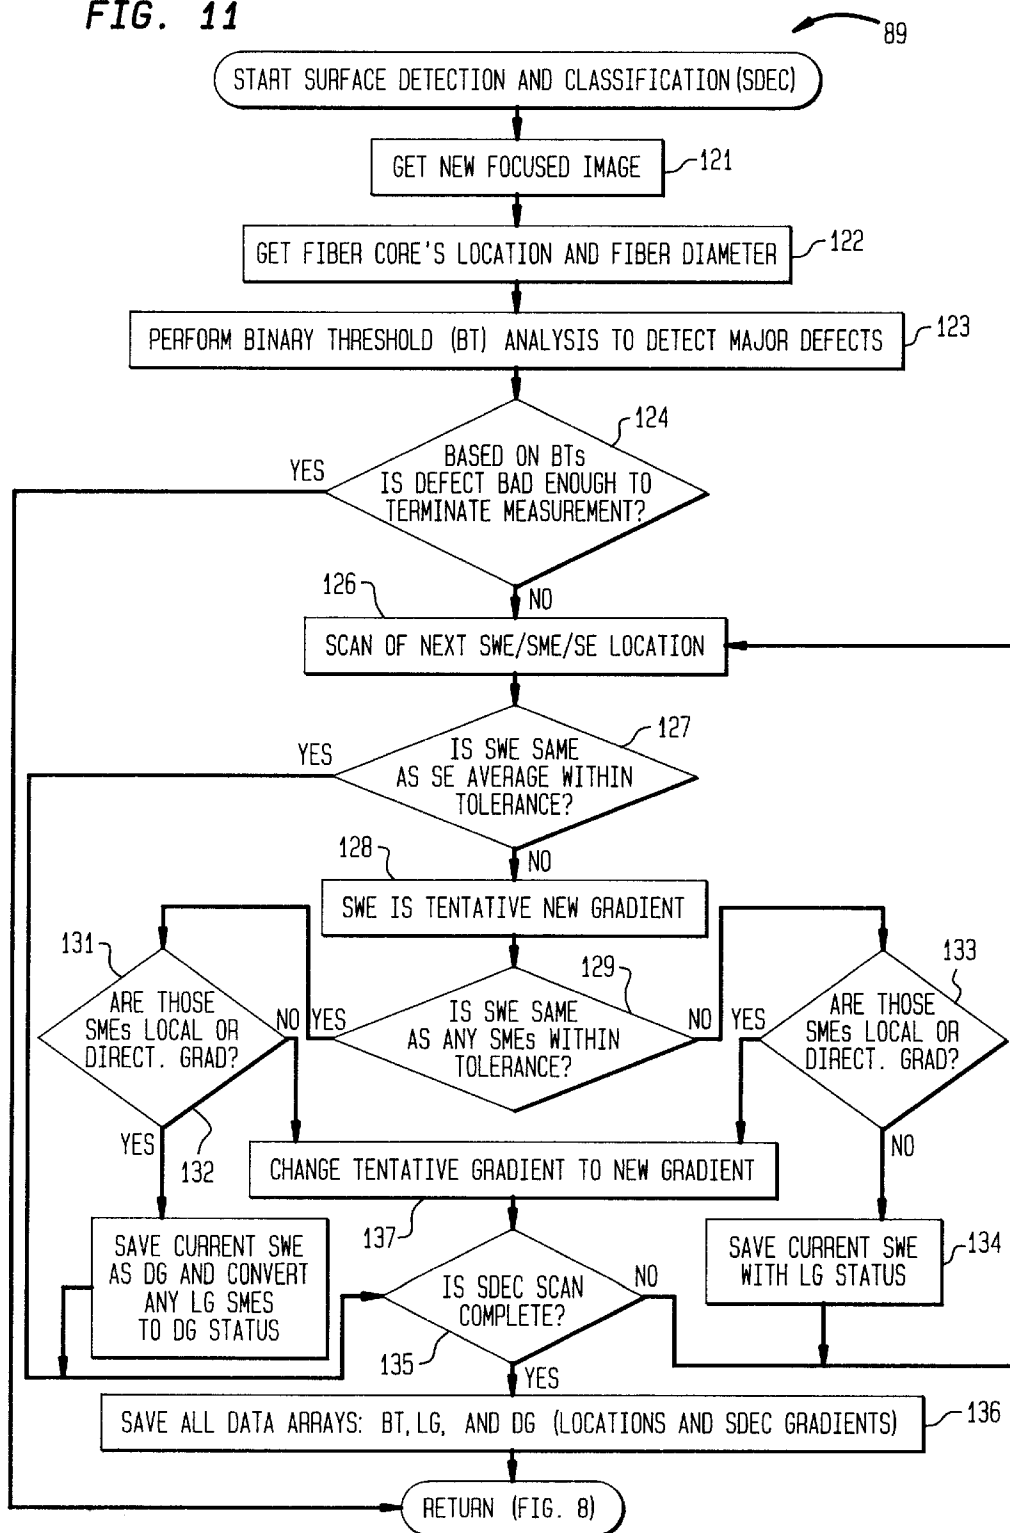 FIG. 11
89
START SURFACE DETECTION AND CLASSIFICATION (SDEC)
GET NEW FOCUSED IMAGE
121
GET FIBER CORE'S LOCATION AND FIBER DIAMETER
122
PERFORM BINARY THRESHOLD (BT) ANALYSIS TO DETECT MAJOR DEFECTS
123
124
YES
BASED ON BTs
IS DEFECT BAD ENOUGH TO
TERMINATE MEASUREMENT?
126
NO
SCAN OF NEXT SWE/SME/SE LOCATION
127
YES
IS SWE SAME
AS SE AVERAGE WITHIN
TOLERANCE?
128
NO
SWE IS TENTATIVE NEW GRADIENT
131
ARE THOSE
SMEs LOCAL OR
DIRECT. GRAD?
NO
YES
132
YES
129
IS SWE SAME
AS ANY SMEs WITHIN
TOLERANCE?
NO
133
YES
ARE THOSE
SMEs LOCAL OR
DIRECT. GRAD?
NO
CHANGE TENTATIVE GRADIENT TO NEW GRADIENT
137
SAVE CURRENT SWE
AS DG AND CONVERT
ANY LG SMES
TO DG STATUS
IS SDEC SCAN
COMPLETE?
NO
135
YES
SAVE CURRENT SWE
WITH LG STATUS
134
SAVE ALL DATA ARRAYS: BT, LG, AND DG (LOCATIONS AND SDEC GRADIENTS)
136
RETURN (FIG. 8)